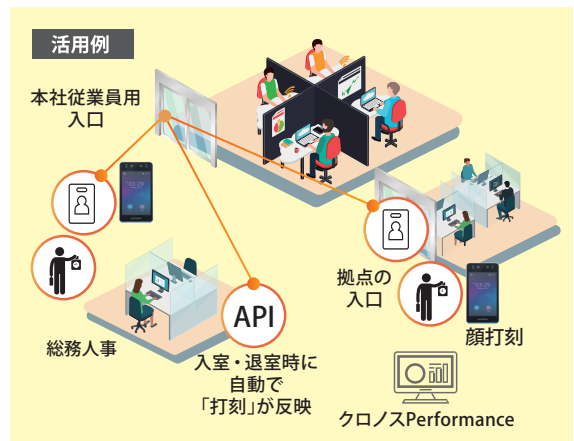 活用例
本社従業員用
入口
総務人事
API
入室・退室時に
自動で
「打刻」が反映
拠点の
入口
顔打刻
クロノスPerformance